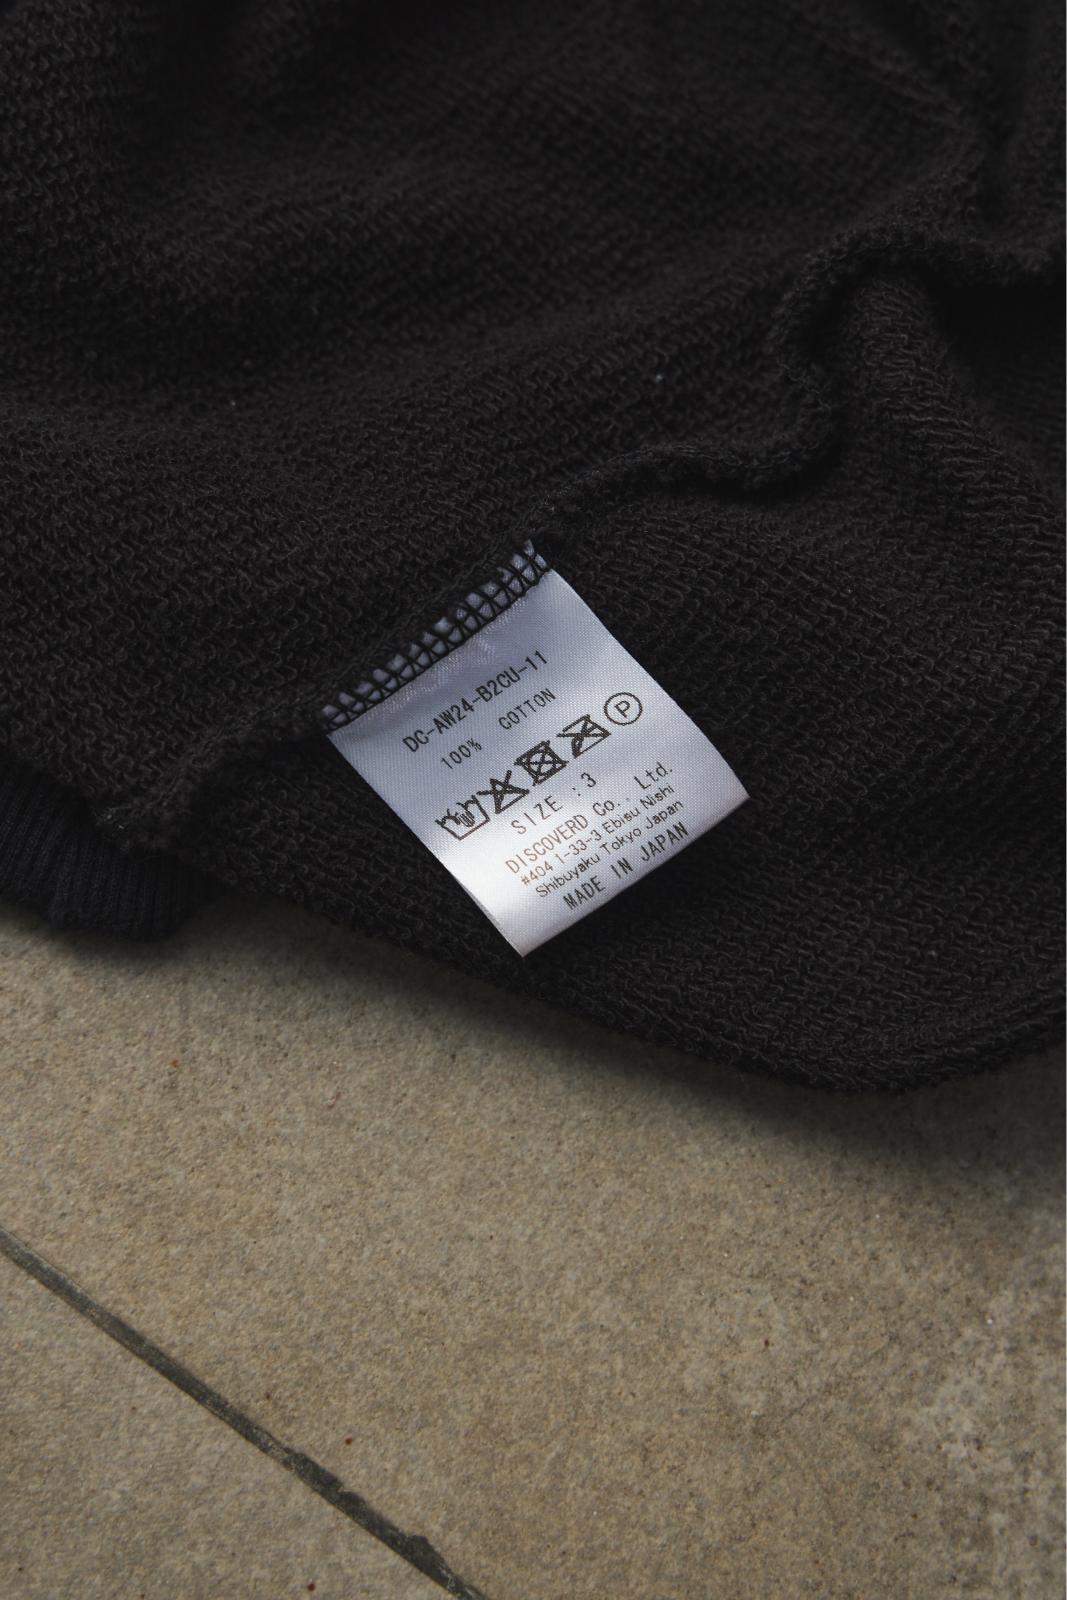 DC-AW24-B2CU-11
100% COTTON
P
SIZE : 3
DISCOVERD Co., Ltd.
#404 1-33-3 Ebisu Nishi
Shibuyaku Tokyo Japan
MADE IN JAPAN